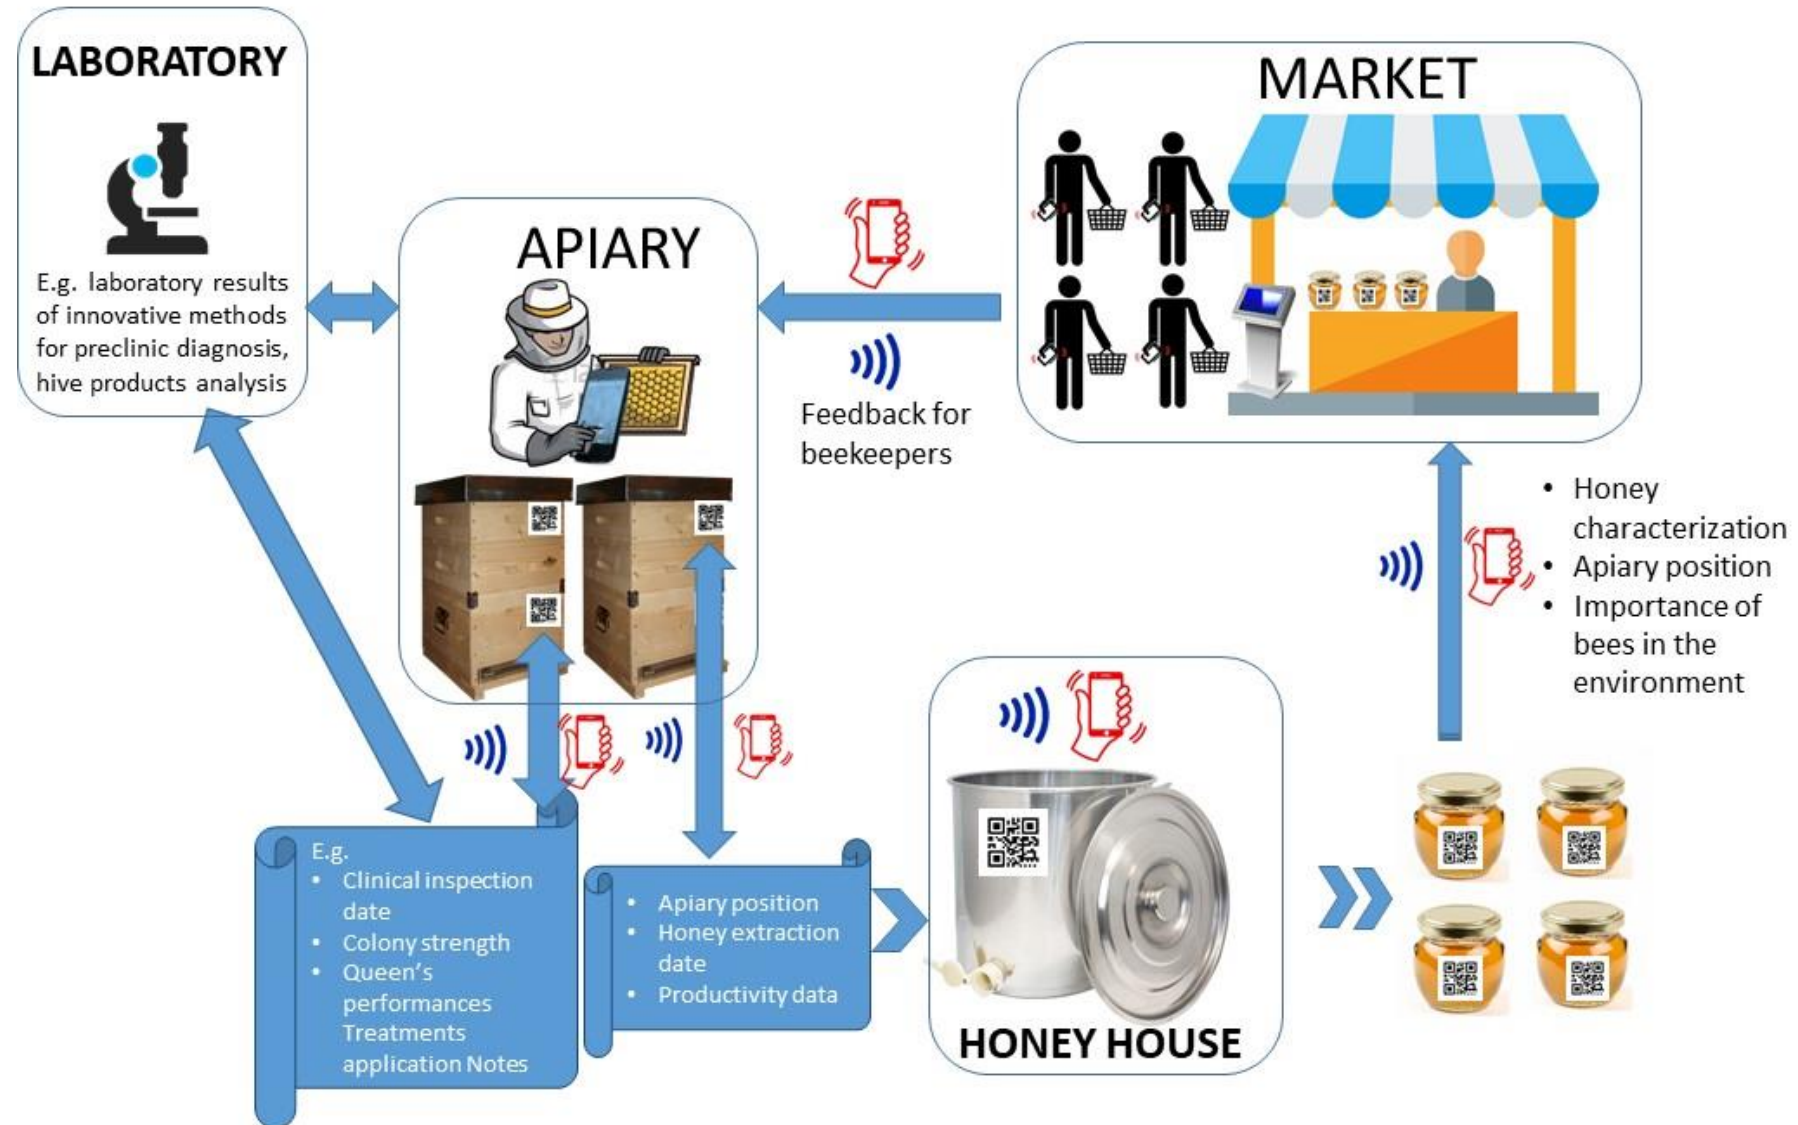 LABORATORY
E.g. laboratory results
of innovative methods
for preclinic diagnosis,
hive products analysis
APIARY
MARKET
Feedback for
beekeepers
• Honey
characterization
• Apiary position
• Importance of
bees in the
environment
E.g.
• Clinical inspection
date
• Colony strength
• Queen’s
performances
Treatments
application Notes
• Apiary position
• Honey extraction
date
• Productivity data
HONEY HOUSE